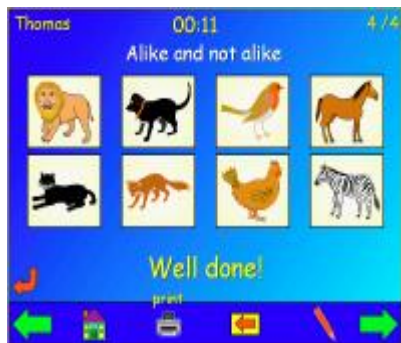 Thomas 00:11 4/4
Alike and not alike
Well done!
print